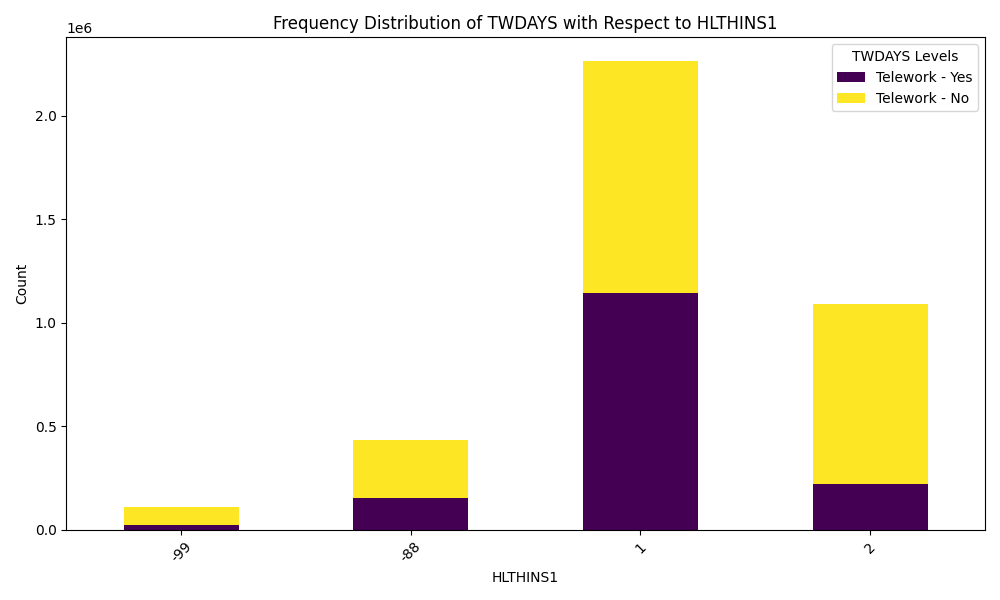 Frequency Distribution of TWDAYS with Respect to HLTHINS1
1e6
TWDAYS Levels
Telework - Yes
Telework - No
2.0
1.5
1.0
0.5
0.0
Count
-99
-88
1
2
HLTHINS1